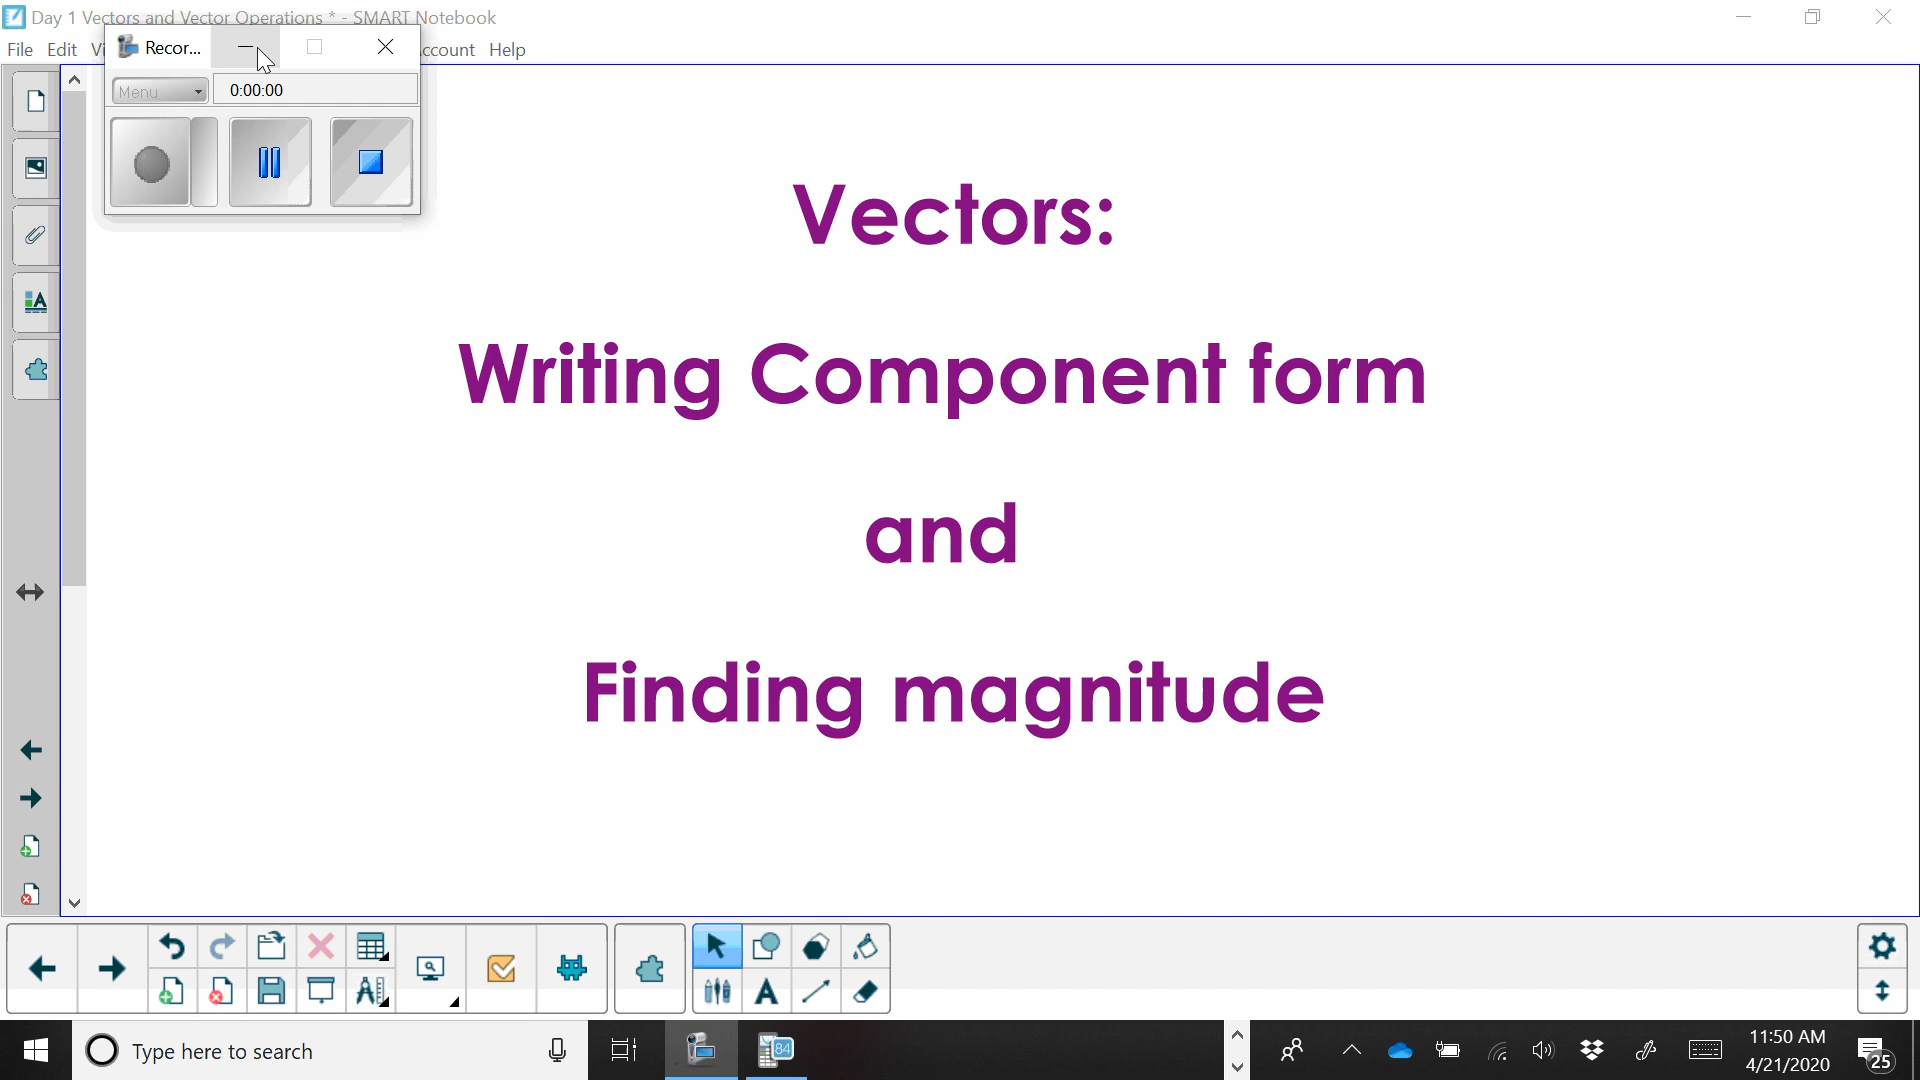 Day 1 Vectors and Vector Operations * - SMART Notebook
File Edit Vi ccount Help
Recor...
Menu 0:00:00
Vectors:
Writing Component form
and
Finding magnitude
Type here to search
84
11:50 AM
4/21/2020
25